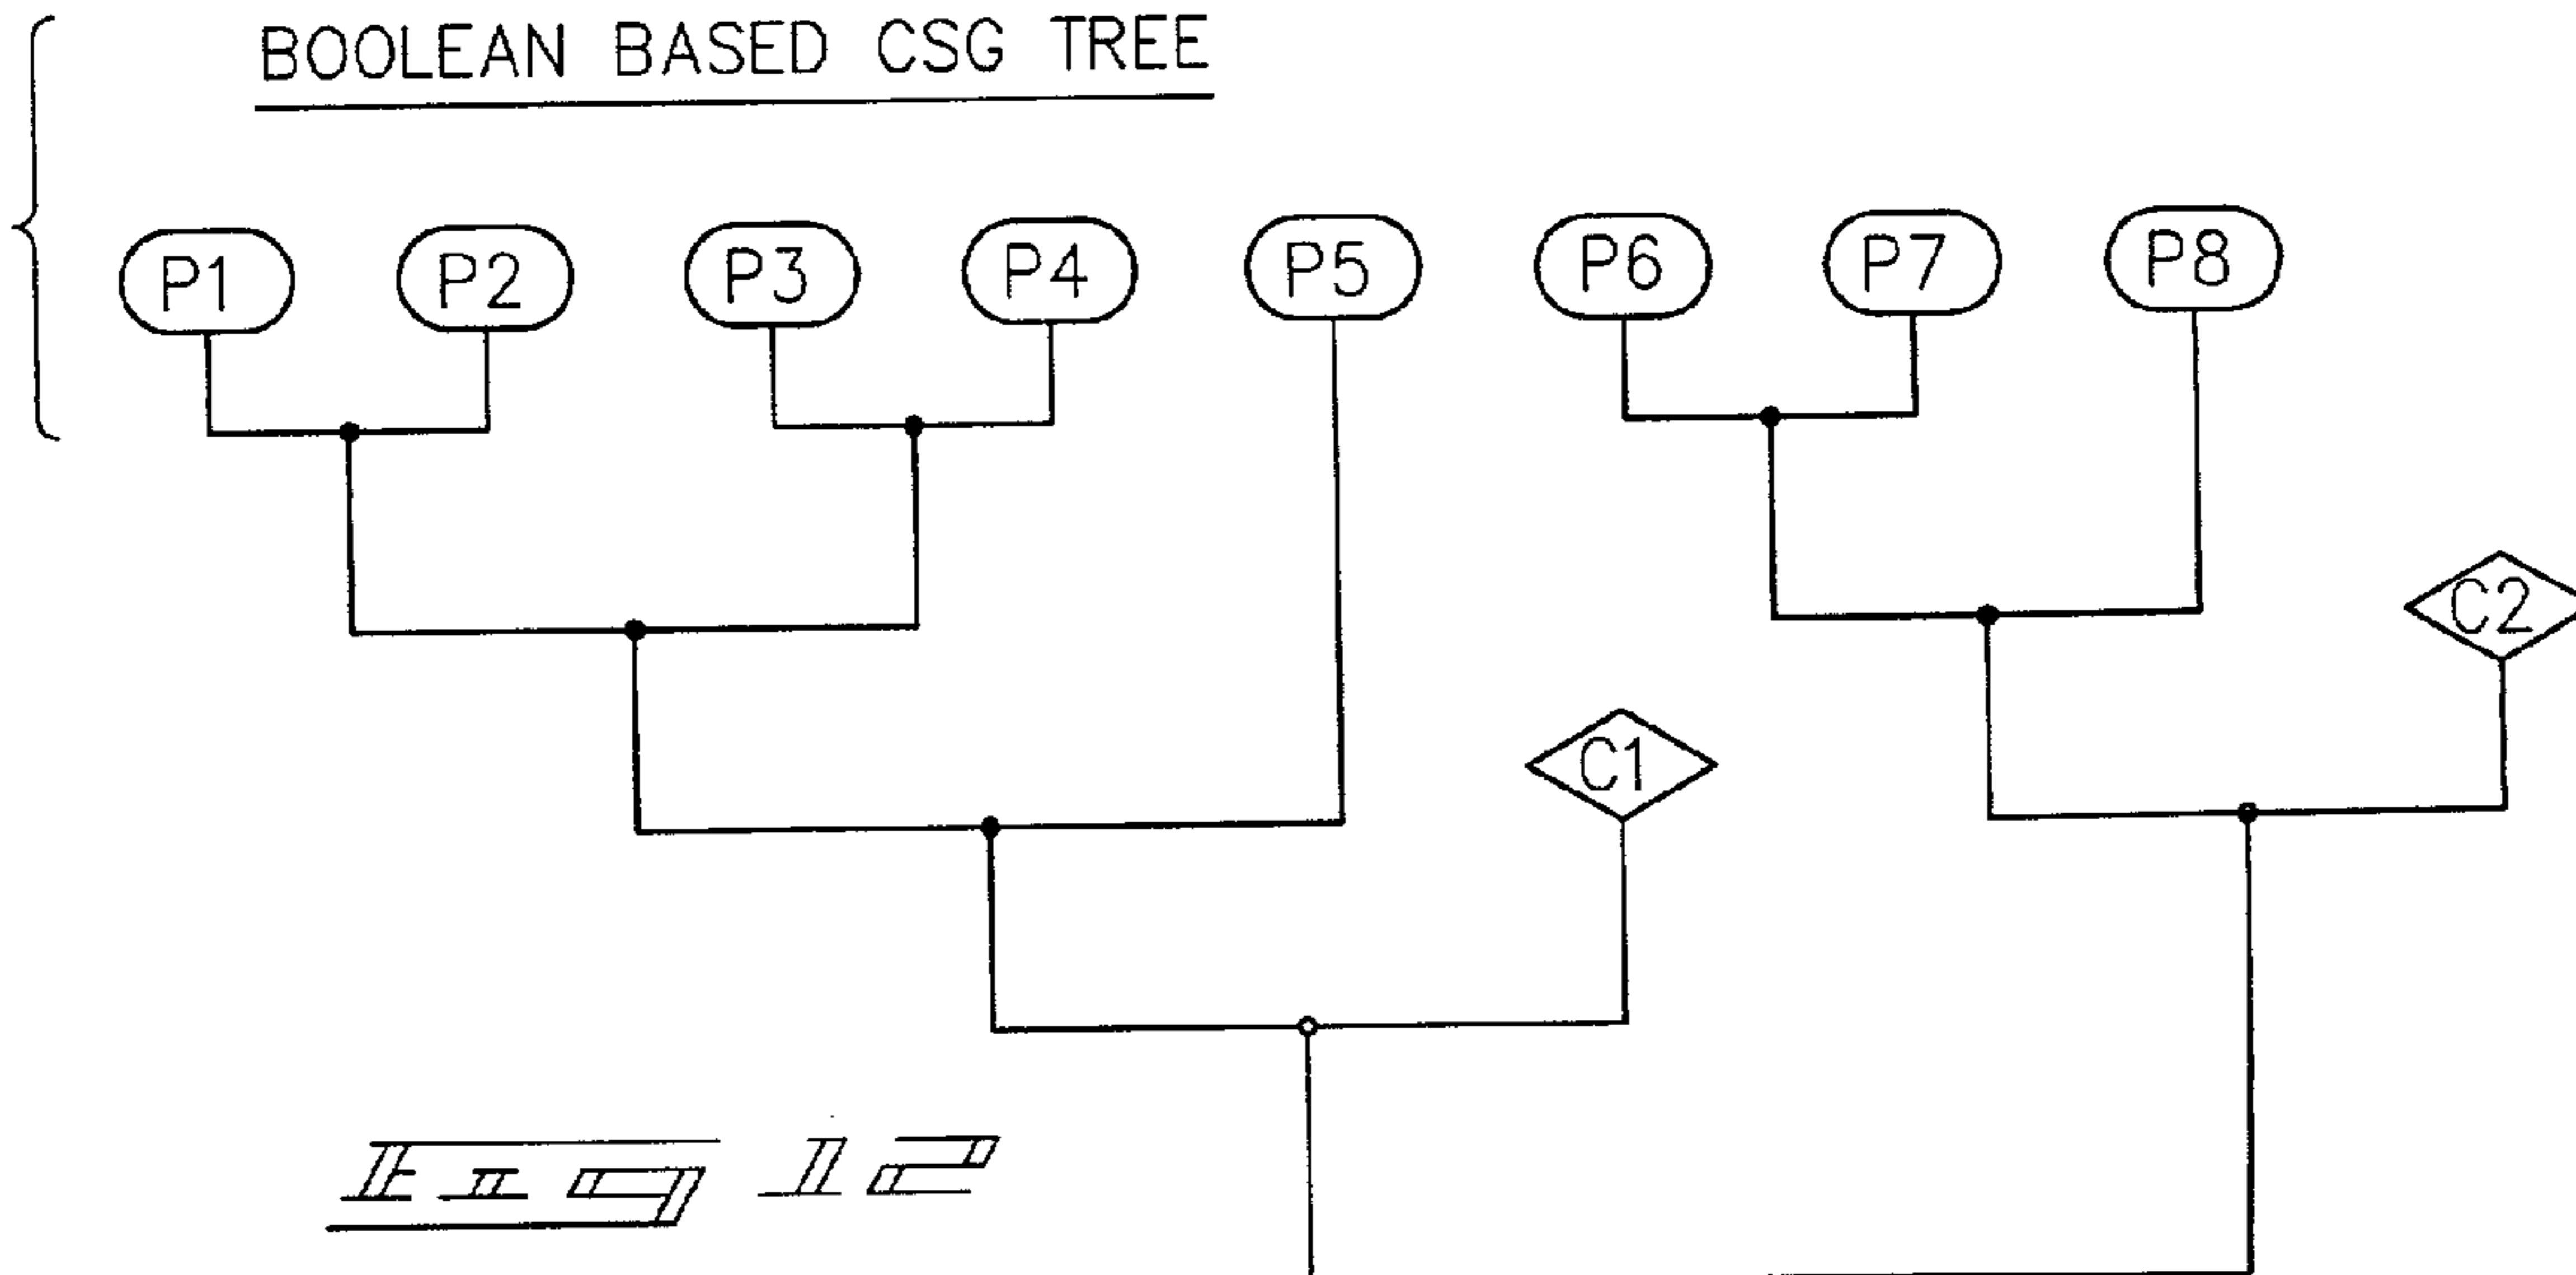 BOOLEAN BASED CSG TREE
P1 P2 P3 P4 P5 P6 P7 P8
C2
C1
Fig 12